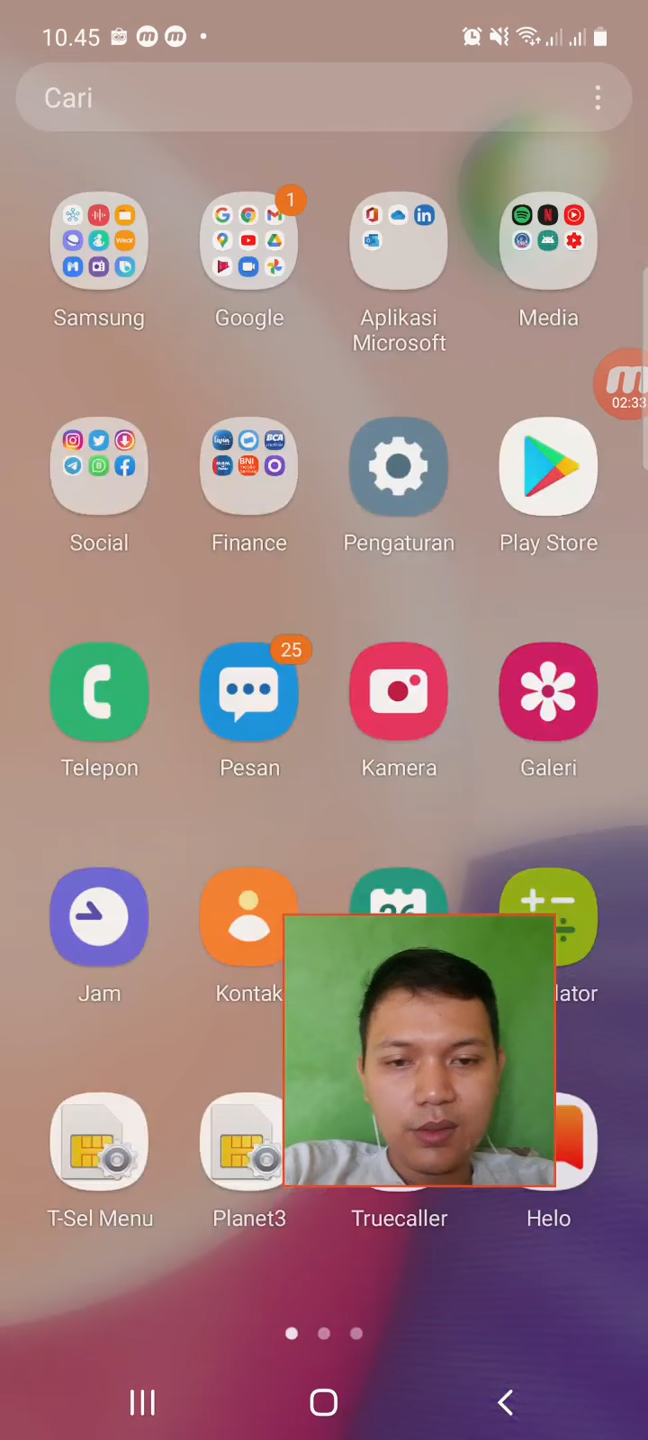 10.45
Cari
1
Samsung
Google
Aplikasi
Microsoft
Media
02:33
Social
Finance
Pengaturan
Play Store
25
Telepon
Pesan
Kamera
Galeri
Jam
Kontak
lator
T-Sel Menu
Planet3
Truecaller
Helo